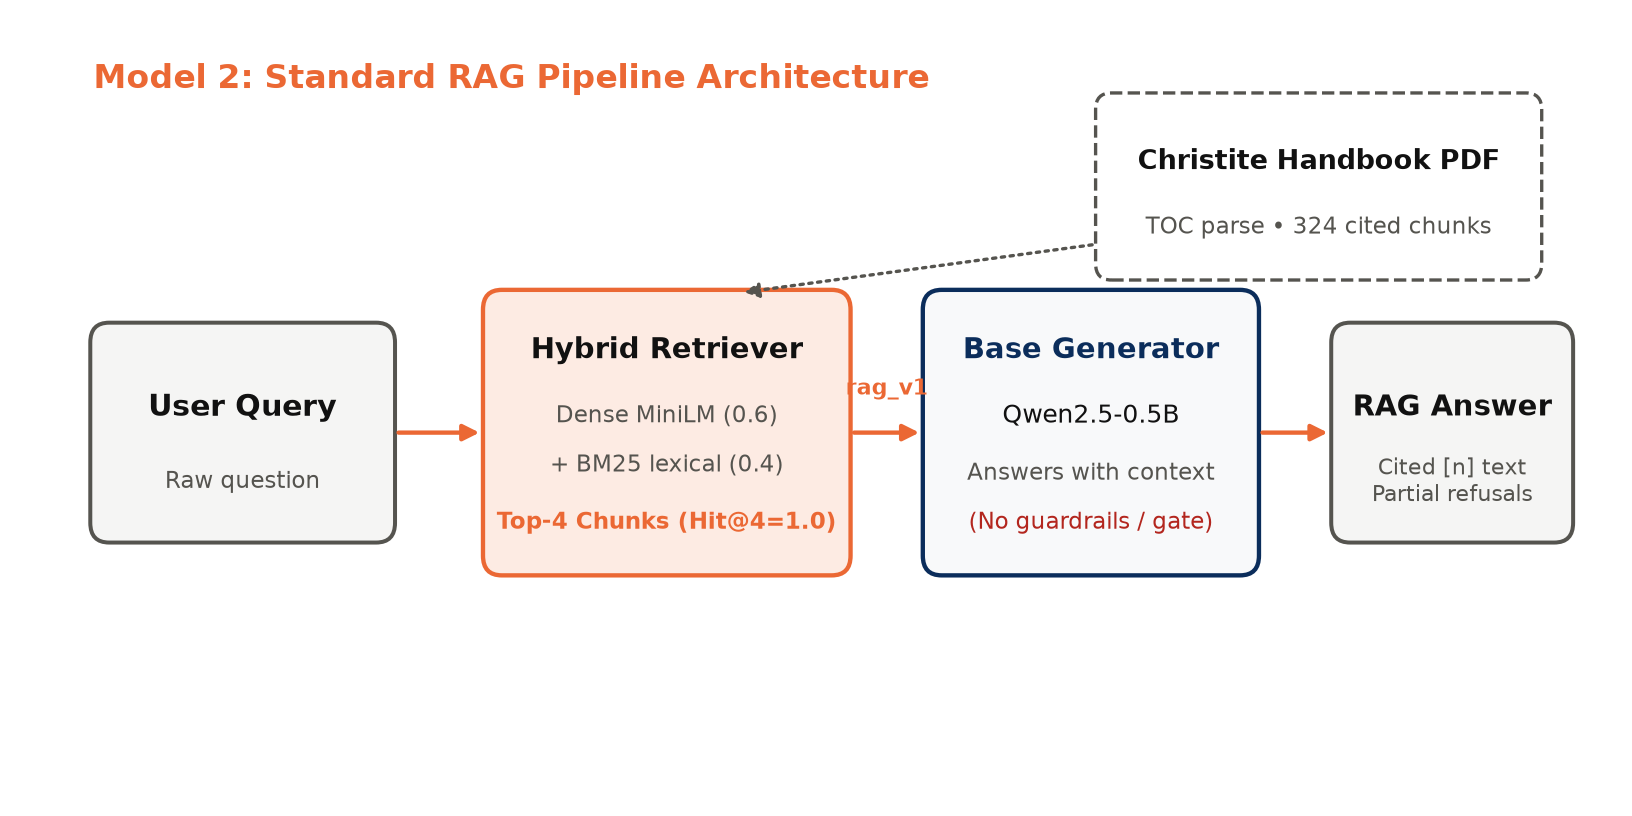 Model 2: Standard RAG Pipeline Architecture
Christite Handbook PDF
TOC parse • 324 cited chunks
User Query
Raw question
Hybrid Retriever
Dense MiniLM (0.6)
+ BM25 lexical (0.4)
Top-4 Chunks (Hit@4=1.0)
rag_v1
Base Generator
Qwen2.5-0.5B
Answers with context
(No guardrails / gate)
RAG Answer
Cited [n] text
Partial refusals